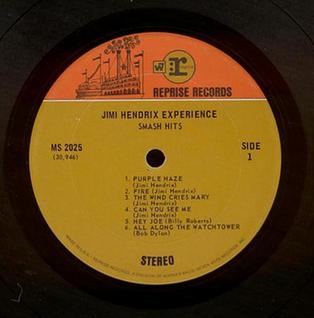 W
r
REPRISE RECORDS
JIMI HENDRIX EXPERIENCE
SMASH HITS
MS 2025
(30,946)
SIDE
1
1. PURPLE HAZE
(Jimi Hendrix)
2. FIRE (Jimi Hendrix)
3. THE WIND CRIES MARY
(Jimi Hendrix)
4. CAN YOU SEE ME
(Jimi Hendrix)
5. HEY JOE (Billy Roberts)
6. ALL ALONG THE WATCHTOWER
(Bob Dylan)
STEREO